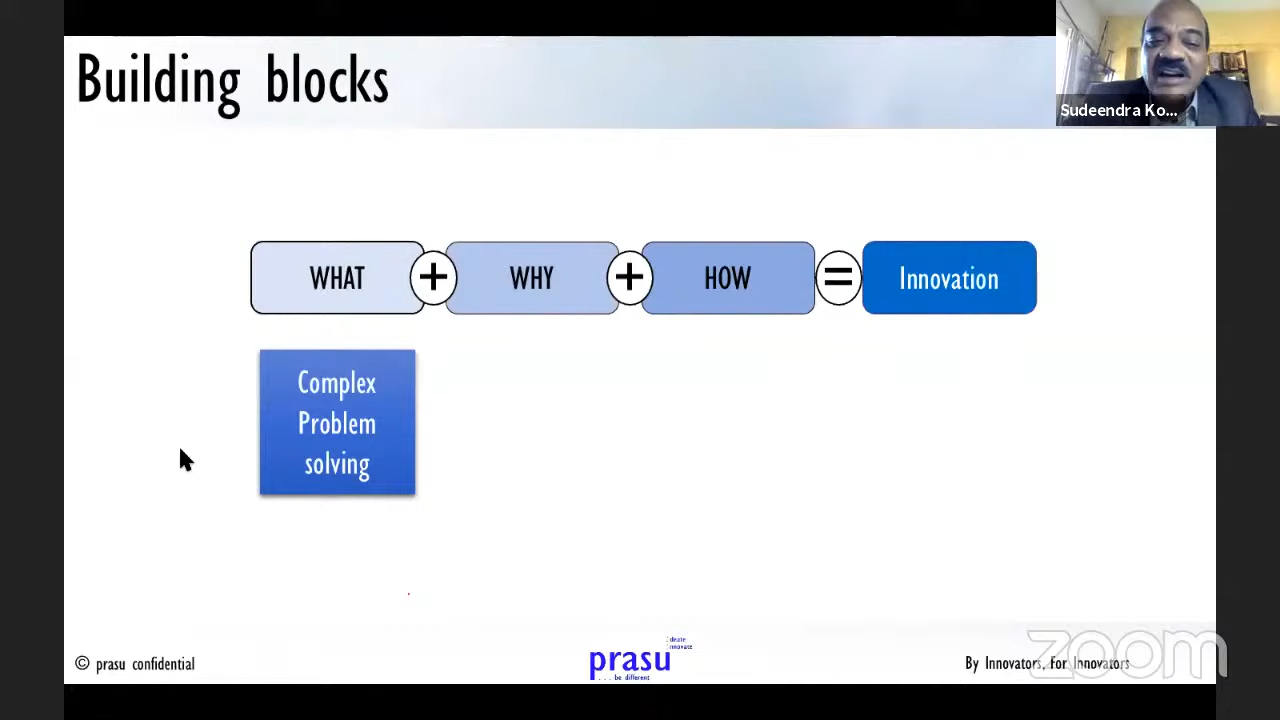 Building blocks
Sudeendra Ko...
WHAT + WHY + HOW = Innovation
Complex
Problem
solving
© prasu confidential
prasu
. . . be different
By Innovators, For Innovators
zoom